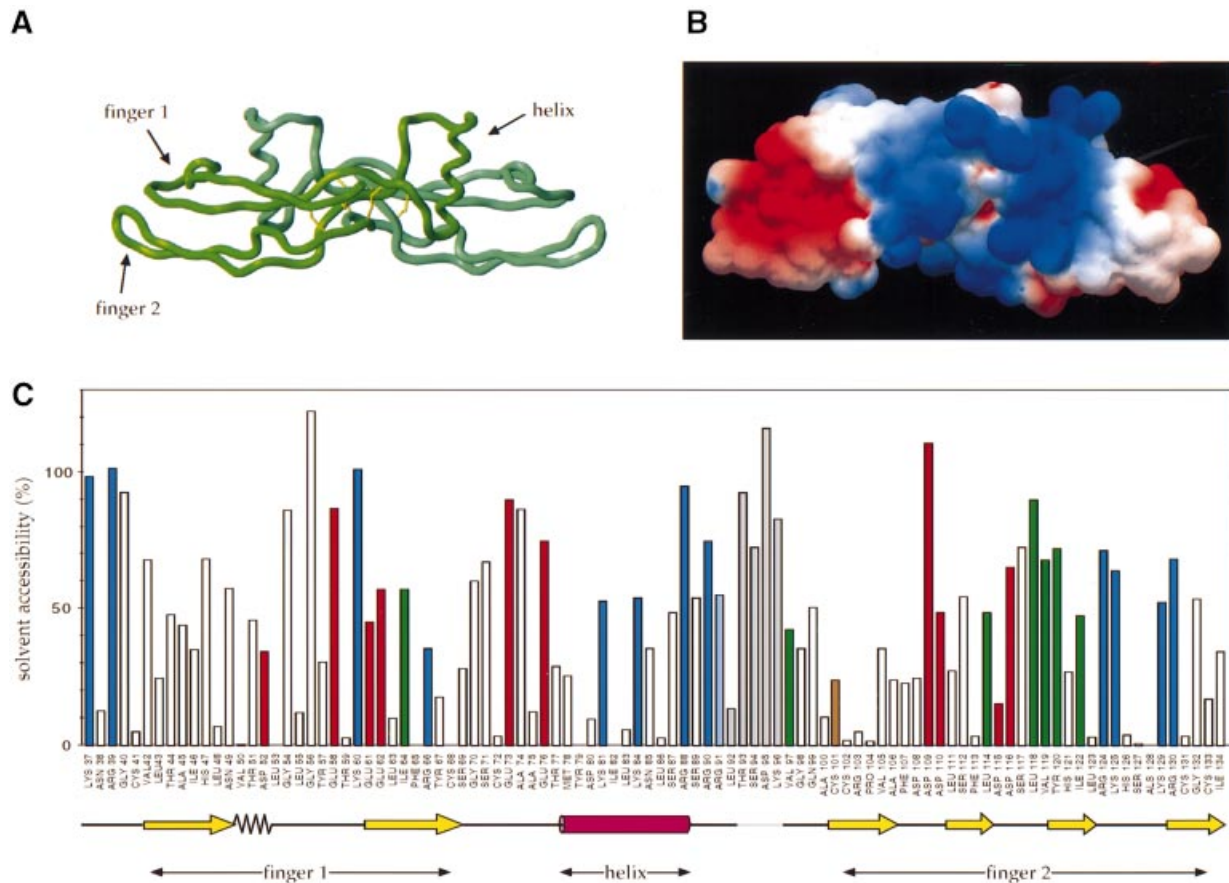 A
B
finger 1
helix
finger 2
C
solvent accessibility (%)
100
50
0
LYS 37
ASN 38
ARG 39
GLY 40
CYS 41
VAL42
LEU43
THR 44
ALA 45
ILE 46
HIS 47
LEU 48
ASN 49
VAL 50
THR 51
ASP 52
LEU 53
GLY 54
LEU 55
GLY 56
TYR 57
GLU 58
THR 59
LYS 60
GLU 61
GLU 62
LEU 63
ILE 64
PHE 65
ARG 66
TYR 67
CYS 68
SER 69
GLY 70
SER 71
CYS 72
GLU 73
ALA 74
ALA 75
GLU 76
THR 77
MET 78
TYR 79
ASP 80
LYS 81
ILE 82
LEU 83
LYS 84
ASN 85
LEU 86
SER 87
ARG 88
SER 89
ARG 90
ARG 91
LEU 92
THR 93
SER 94
ASP 95
LYS 96
VAL 97
GLY 98
GLN 99
ALA 100
CYS 101
CYS 102
ARG 103
PRO 104
VAL 105
ALA 106
PHE 107
ASP 108
ASP 109
ASP 110
LEU 111
SER 112
PHE 113
LEU 114
ASP 115
ASP 116
SER 117
LEU 118
VAL 119
TYR 120
HIS 121
ILE 122
LEU 123
ARG 124
LYS 125
HIS 126
SER 127
ALA 128
LYS 129
ARG 130
CYS 131
GLY 132
CYS 133
ILE 134
finger 1
helix
finger 2